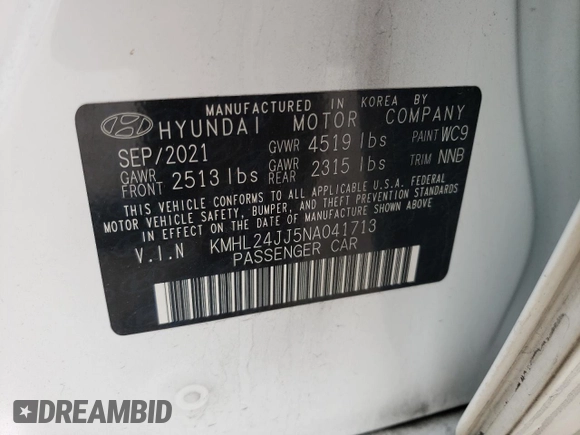 MANUFACTURED IN KOREA BY
HYUNDAI MOTOR COMPANY
SEP/2021 GVWR 4519 lbs PAINT WC9
GAWR FRONT 2513 lbs GAWR REAR 2315 lbs TRIM NNB
THIS VEHICLE CONFORMS TO ALL APPLICABLE U.S.A. FEDERAL
MOTOR VEHICLE SAFETY, BUMPER, AND THEFT PREVENTION
STANDARDS IN EFFECT ON THE DATE OF MANUFACTURE SHOWN ABOVE
V.I.N KMHL24JJ5NA041713
PASSENGER CAR
DREAMBID